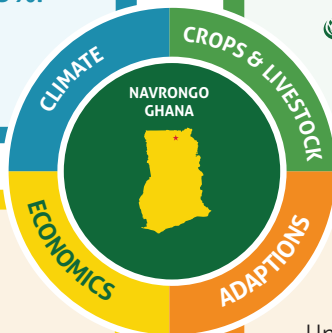 CLIMATE
CROPS & LIVESTOCK
NAVRONGO
GHANA
ECONOMICS
ADAPTIONS